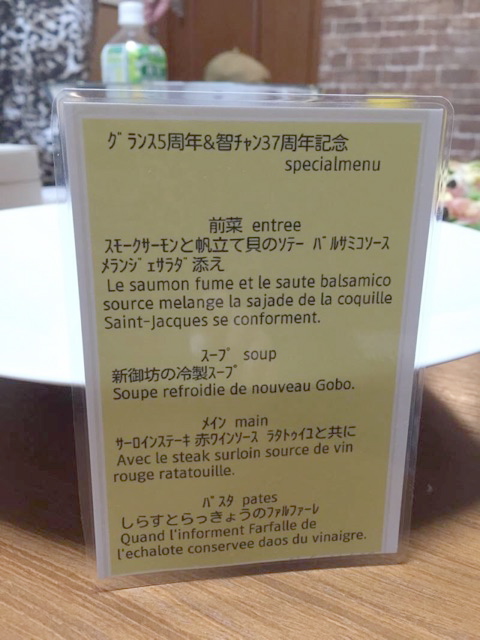 ｸﾞﾗﾝｽ5周年&智ﾁｬﾝ37周年記念
specialmenu
前菜 entree
ｽﾓｰｸｻｰﾓﾝと帆立て貝のｿﾃｰ ﾊﾞﾙｻﾐｺｿｰｽ
ﾒﾗﾝｼﾞｪｻﾗﾀﾞ添え
Le saumon fume et le saute balsamico
source melange la sajade de la coquille
Saint-Jacques se conforment.
ｽｰﾌﾟ soup
新御坊の冷製ｽｰﾌﾟ
Soupe refroidie de nouveau Gobo.
ﾒｲﾝ main
ｻｰﾛｲﾝｽﾃｰｷ 赤ﾜｲﾝｿｰｽ ﾗﾀﾄｩｲﾕと共に
Avec le steak surloin source de vin
rouge ratatouille.
ﾊﾟｽﾀ pates
しらすとらっきょうのﾌｧﾙﾌｧｰﾚ
Quand l'informent Farfalle de
l'echalote conservee daos du vinaigre.